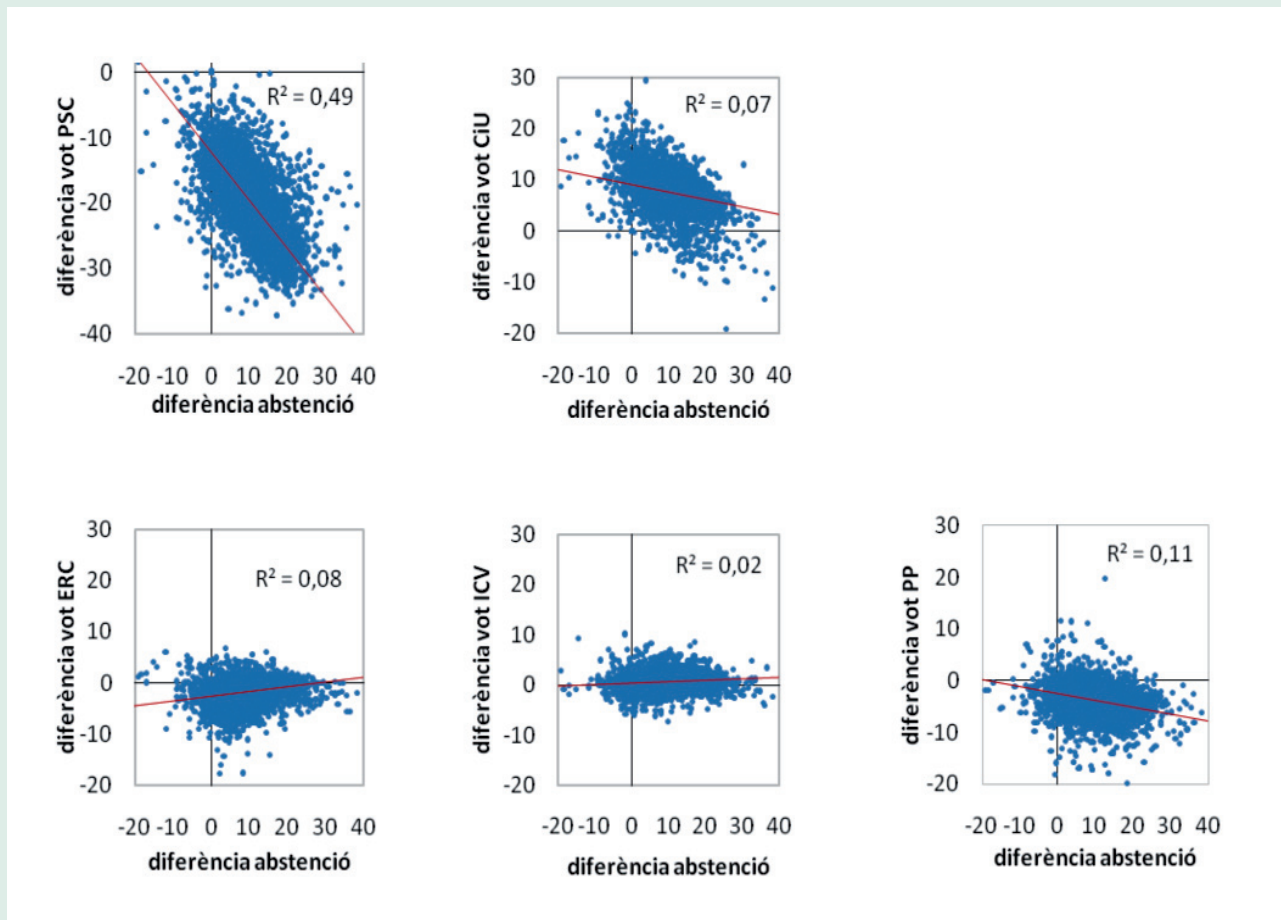 diferència vot PSC
R² = 0,49
0
-10
-20
-30
-40
-20 -10 0 10 20 30 40
diferència abstenció
diferència vot CiU
R² = 0,07
30
20
10
0
-10
-20
-20 -10 0 10 20 30 40
diferència abstenció
diferència vot ERC
R² = 0,08
30
20
10
0
-10
-20
-20 -10 0 10 20 30 40
diferència abstenció
diferència vot ICV
R² = 0,02
30
20
10
0
-10
-20
-20 -10 0 10 20 30 40
diferència abstenció
diferència vot PP
R² = 0,11
30
20
10
0
-10
-20
-20 -10 0 10 20 30 40
diferència abstenció